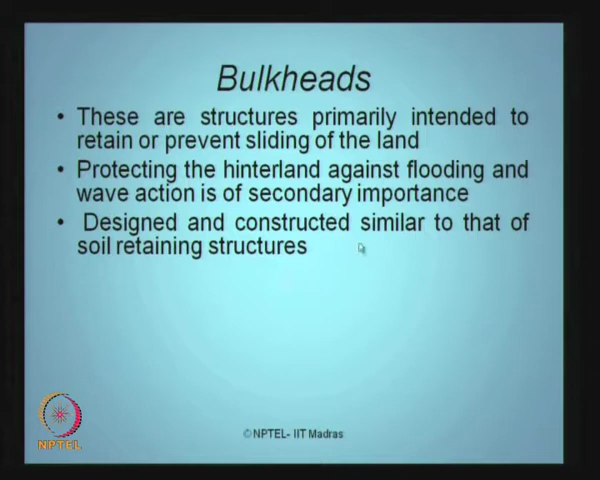 Bulkheads
• These are structures primarily intended to
retain or prevent sliding of the land
• Protecting the hinterland against flooding and
wave action is of secondary importance
• Designed and constructed similar to that of
soil retaining structures
NPTEL
©NPTEL- IIT Madras